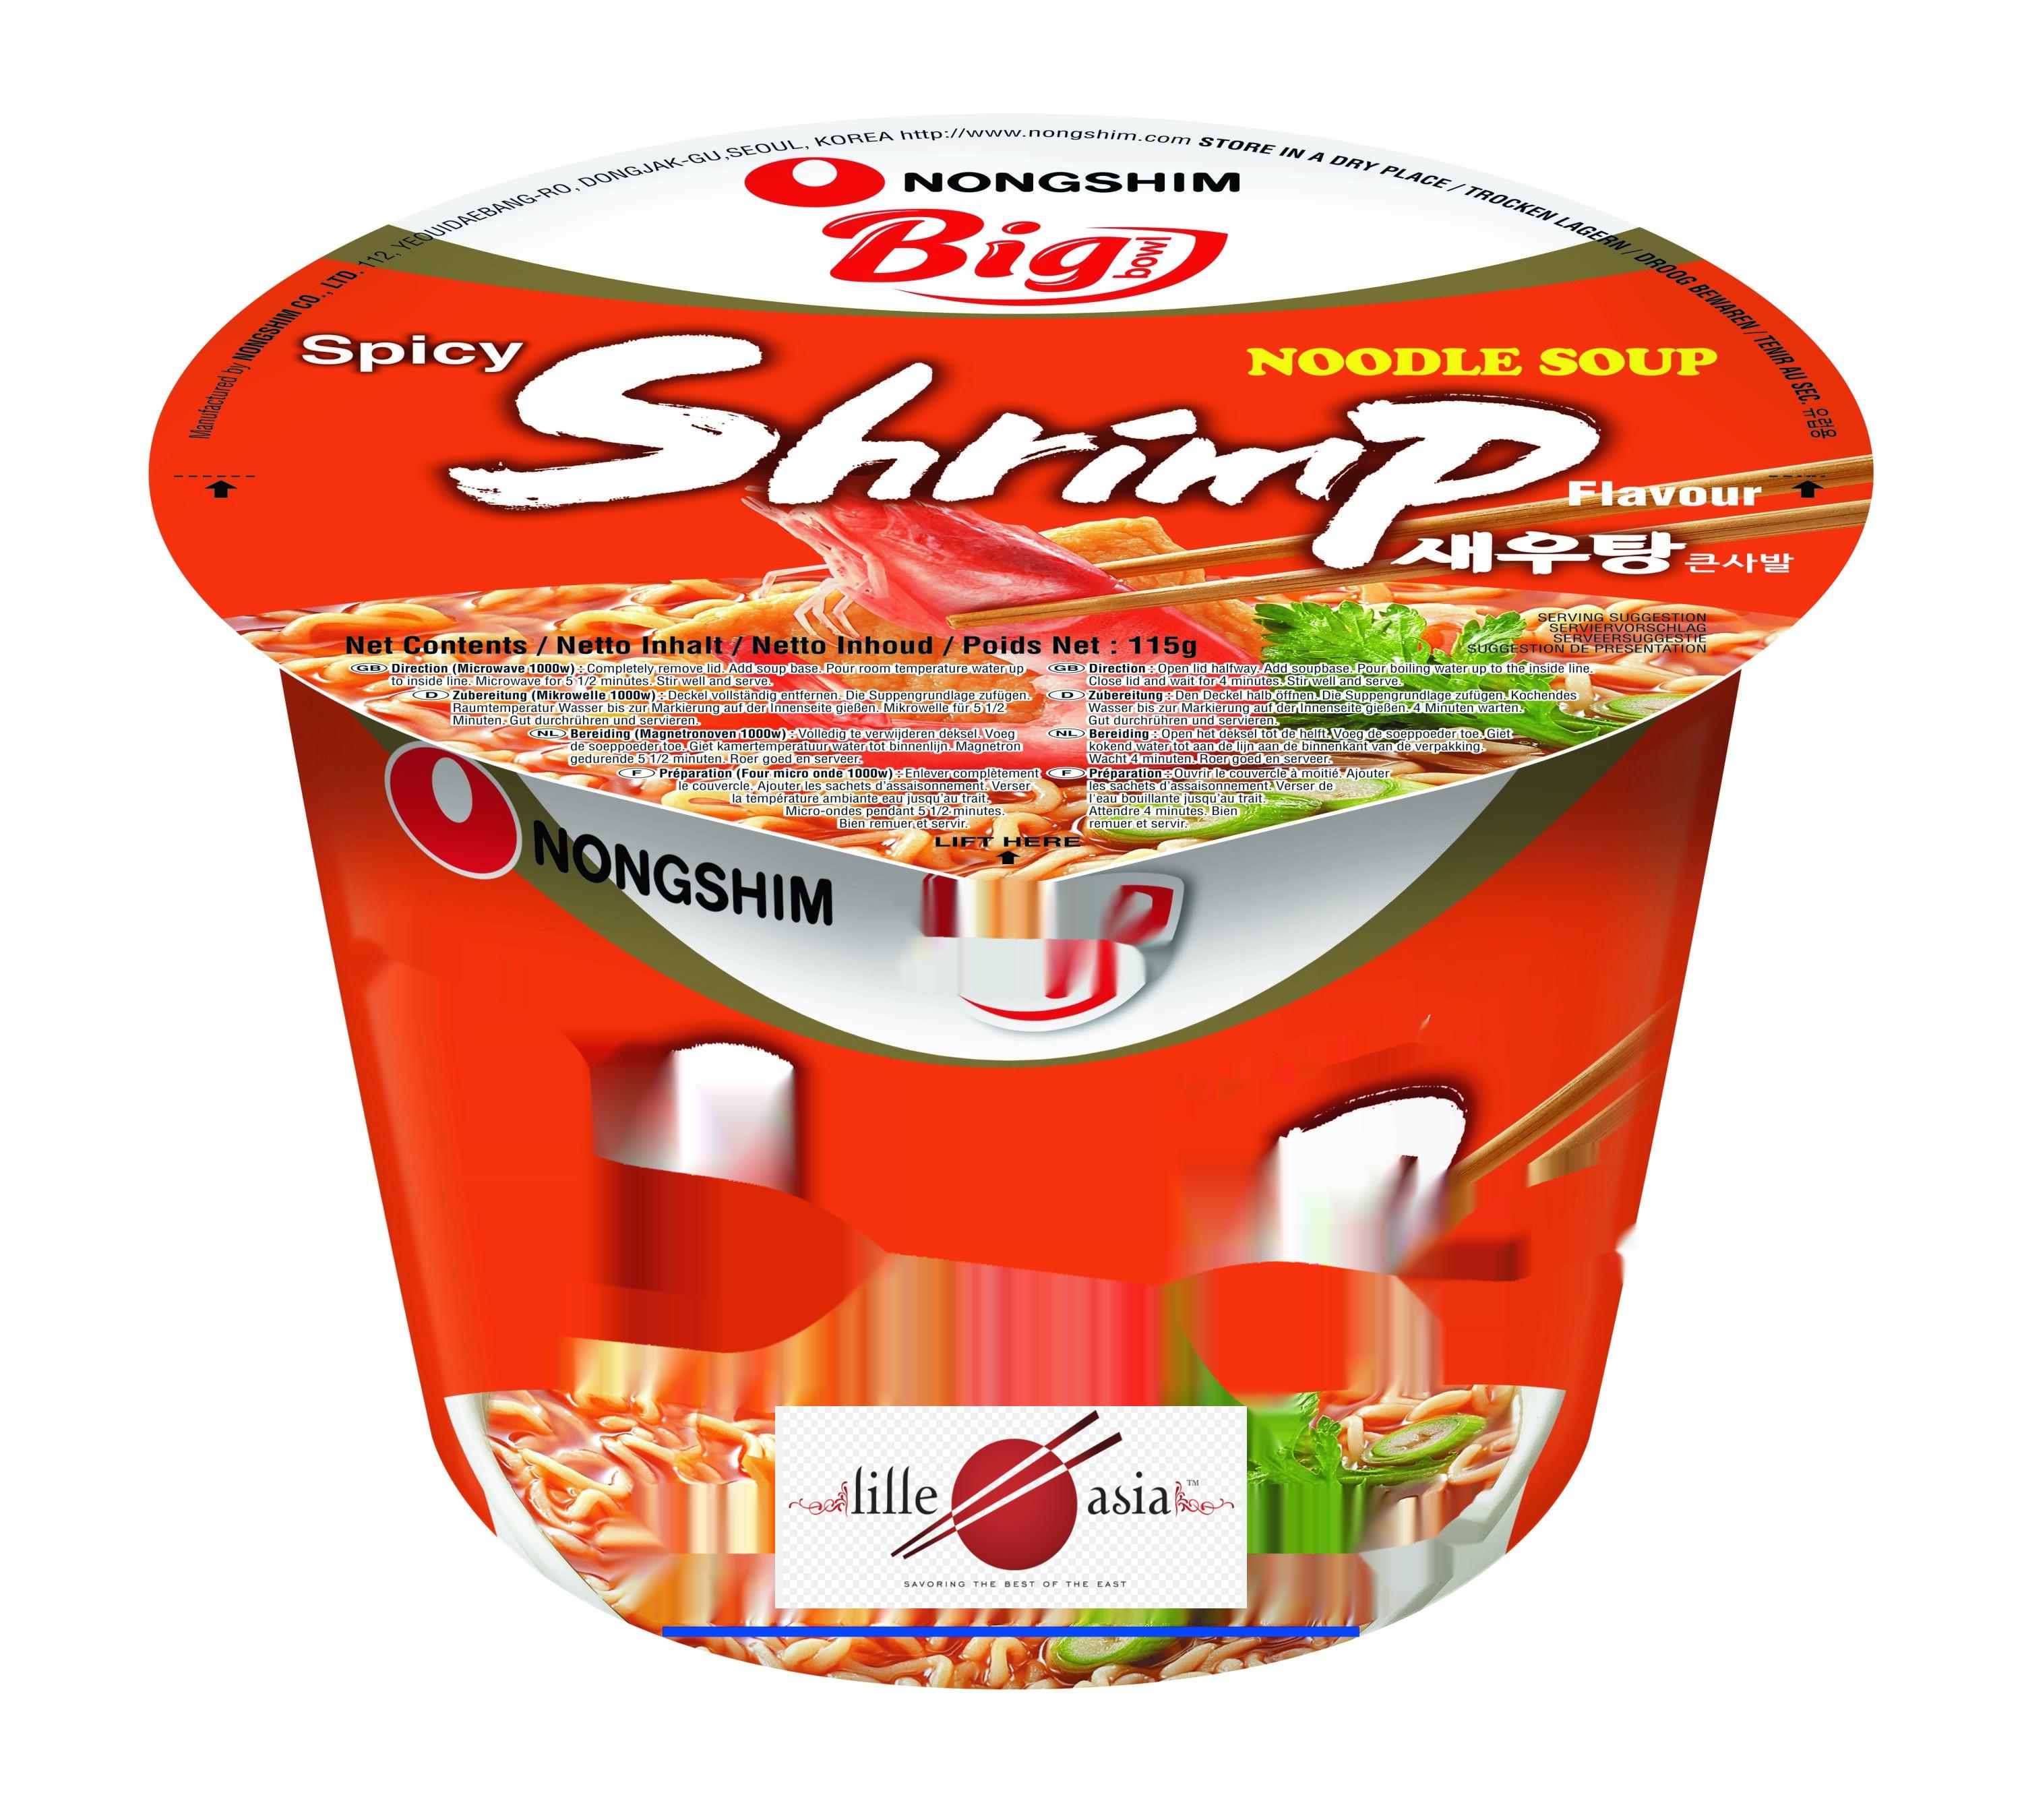 Manufactured by NONGSHIM CO., LTD. 112, YEOUIDAEBANG-RO, DONGJAK-GU, SEOUL, KOREA http://www.nongshim.com STORE IN A DRY PLACE / TROCKEN LAGERN / DROOG BEWAREN / TENIR AU SEC. 유럽용
NONGSHIM
Big bowl
Spicy
NOODLE SOUP
Shrimp
Flavour
새우탕 큰사발
SERVING SUGGESTION
SERVIERVORSCHLAG
SERVEERSUGGESTIE
SUGGESTION DE PRESENTATION
Net Contents / Netto Inhalt / Netto Inhoud / Poids Net : 115g
GB Direction (Microwave 1000w) : Completely remove lid. Add soup base. Pour room temperature water up
to inside line. Microwave for 5 1/2 minutes. Stir well and serve.
D Zubereitung (Mikrowelle 1000w) : Deckel vollständig entfernen. Die Suppengrundlage zufügen.
Raumtemperatur Wasser bis zur Markierung auf der Innenseite gießen. Mikrowelle für 5 1/2
Minuten. Gut durchrühren und servieren.
NL Bereiding (Magnetronoven 1000w) : Volledig te verwijderen deksel. Voeg
de soeppoeder toe. Giet kamertemperatuur water tot binnenlijn. Magnetron
gedurende 5 1/2 minuten. Roer goed en serveer.
F Préparation (Four micro onde 1000w) : Enlever complètement
le couvercle. Ajouter les sachets d'assaisonnement. Verser
la température ambiante eau jusqu'au trait.
Micro-ondes pendant 5 1/2 minutes.
Bien remuer et servir.
GB Direction : Open lid halfway. Add soupbase. Pour boiling water up to the inside line.
Close lid and wait for 4 minutes. Stir well and serve.
D Zubereitung : Den Deckel halb öffnen. Die Suppengrundlage zufügen. Kochendes
Wasser bis zur Markierung auf der Innenseite gießen. 4 Minuten warten.
Gut durchrühren und servieren.
NL Bereiding : Open het deksel tot de helft. Voeg de soeppoeder toe. Giet
kokend water tot aan de lijn aan de binnenkant van de verpakking.
Wacht 4 minuten. Roer goed en serveer.
F Préparation : Ouvrir le couvercle à moitié. Ajouter
les sachets d'assaisonnement. Verser de
l'eau bouillante jusqu'au trait.
Attendre 4 minutes. Bien
remuer et servir.
LIFT HERE
NONGSHIM
lille asia™
SAVORING THE BEST OF THE EAST